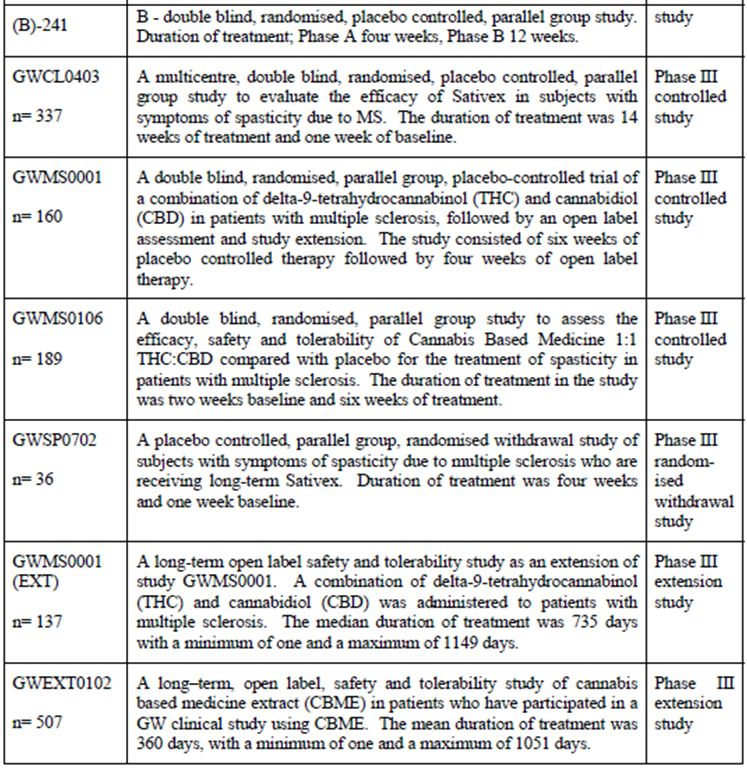 (B)-241
B - double blind, randomised, placebo controlled, parallel group study.
Duration of treatment; Phase A four weeks, Phase B 12 weeks.
study
GWCL0403
n= 337
A multicentre, double blind, randomised, placebo controlled, parallel
group study to evaluate the efficacy of Sativex in subjects with
symptoms of spasticity due to MS. The duration of treatment was 14
weeks of treatment and one week of baseline.
Phase III
controlled
study
GWMS0001
n= 160
A double blind, randomised, parallel group, placebo-controlled trial of
a combination of delta-9-tetrahydrocannabinol (THC) and cannabidiol
(CBD) in patients with multiple sclerosis, followed by an open label
assessment and study extension. The study consisted of six weeks of
placebo controlled therapy followed by four weeks of open label
therapy.
Phase III
controlled
study
GWMS0106
n= 189
A double blind, randomised, parallel group study to assess the
efficacy, safety and tolerability of Cannabis Based Medicine 1:1
THC:CBD compared with placebo for the treatment of spasticity in
patients with multiple sclerosis. The duration of treatment in the study
was two weeks baseline and six weeks of treatment.
Phase III
controlled
study
GWSP0702
n= 36
A placebo controlled, parallel group, randomised withdrawal study of
subjects with symptoms of spasticity due to multiple sclerosis who are
receiving long-term Sativex. Duration of treatment was four weeks
and one week baseline.
Phase III
random-
ised
withdrawal
study
GWMS0001
(EXT)
n= 137
A long-term open label safety and tolerability study as an extension of
study GWMS0001. A combination of delta-9-tetrahydrocannabinol
(THC) and cannabidiol (CBD) was administered to patients with
multiple sclerosis. The median duration of treatment was 735 days
with a minimum of one and a maximum of 1149 days.
Phase III
extension
study
GWEXT0102
n= 507
A long–term, open label, safety and tolerability study of cannabis
based medicine extract (CBME) in patients who have participated in a
GW clinical study using CBME. The mean duration of treatment was
360 days, with a minimum of one and a maximum of 1051 days.
Phase III
extension
study